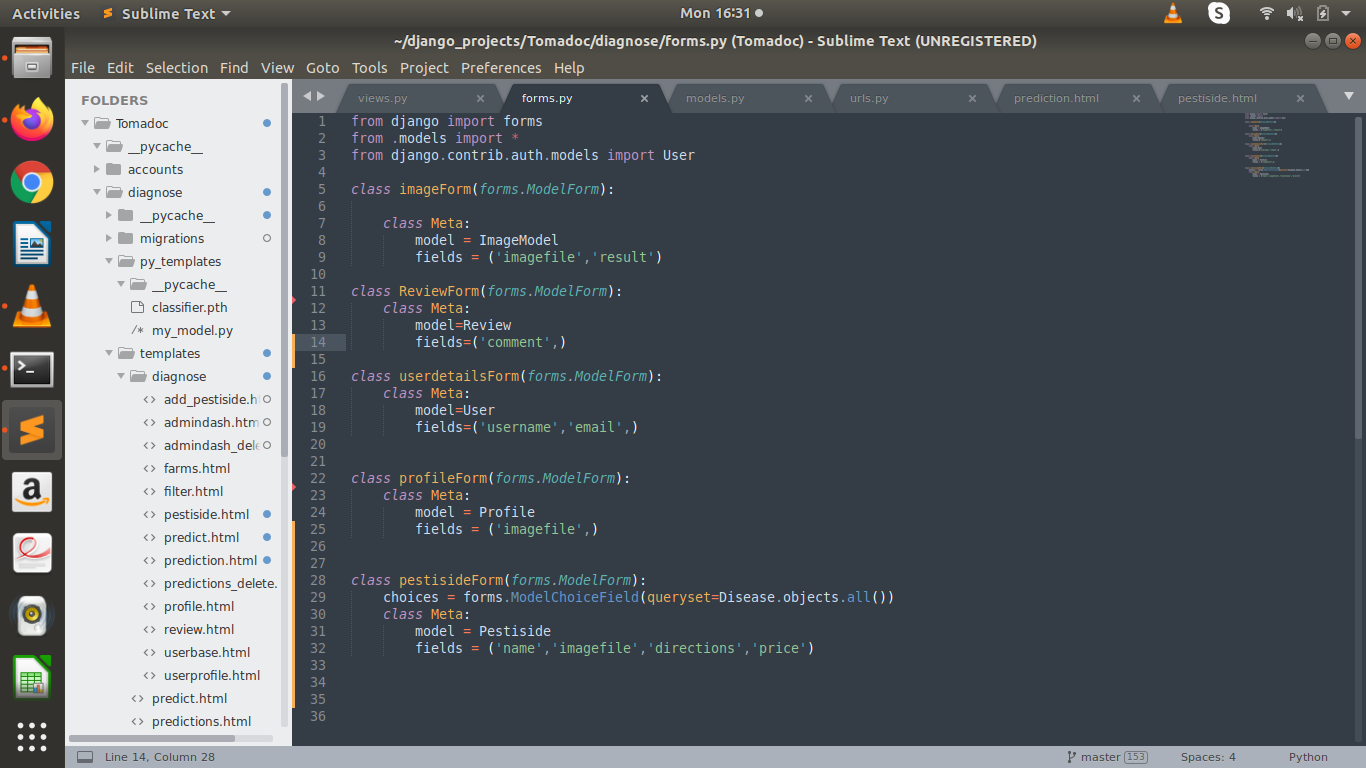 Activities Sublime Text Mon 16:31
~/django_projects/Tomadoc/diagnose/forms.py (Tomadoc) - Sublime Text (UNREGISTERED)
File Edit Selection Find View Goto Tools Project Preferences Help
FOLDERS
Tomadoc
__pycache__
accounts
diagnose
__pycache__
migrations
py_templates
__pycache__
classifier.pth
/* my_model.py
templates
diagnose
<> add_pestiside.h
<> admindash.htm
<> admindash_dele
<> farms.html
<> filter.html
<> pestiside.html
<> predict.html
<> prediction.html
<> predictions_delete.
<> profile.html
<> review.html
<> userbase.html
<> userprofile.html
<> predict.html
<> predictions.html
views.py × forms.py × models.py × urls.py × prediction.html × pestiside.html ×
1 from django import forms
2 from .models import *
3 from django.contrib.auth.models import User
4
5 class imageForm(forms.ModelForm):
6
7 class Meta:
8 model = ImageModel
9 fields = ('imagefile','result')
10
11 class ReviewForm(forms.ModelForm):
12 class Meta:
13 model=Review
14 fields=('comment',)
15
16 class userdetailsForm(forms.ModelForm):
17 class Meta:
18 model=User
19 fields=('username','email',)
20
21
22 class profileForm(forms.ModelForm):
23 class Meta:
24 model = Profile
25 fields = ('imagefile',)
26
27
28 class pestisideForm(forms.ModelForm):
29 choices = forms.ModelChoiceField(queryset=Disease.objects.all())
30 class Meta:
31 model = Pestiside
32 fields = ('name','imagefile','directions','price')
33
34
35
36
Line 14, Column 28 master 153 Spaces: 4 Python